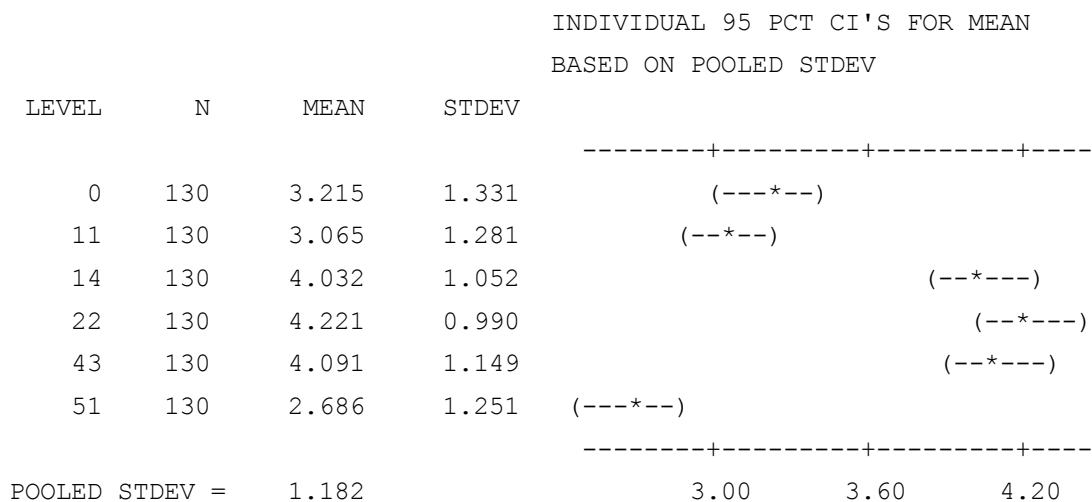 INDIVIDUAL 95 PCT CI'S FOR MEAN
BASED ON POOLED STDEV
LEVEL N MEAN STDEV
--------+---------+---------+----
0 130 3.215 1.331 (---*--)
11 130 3.065 1.281 (--*--)
14 130 4.032 1.052 (--*---)
22 130 4.221 0.990 (--*---)
43 130 4.091 1.149 (--*---)
51 130 2.686 1.251 (---*--)
--------+---------+---------+----
POOLED STDEV = 1.182 3.00 3.60 4.20